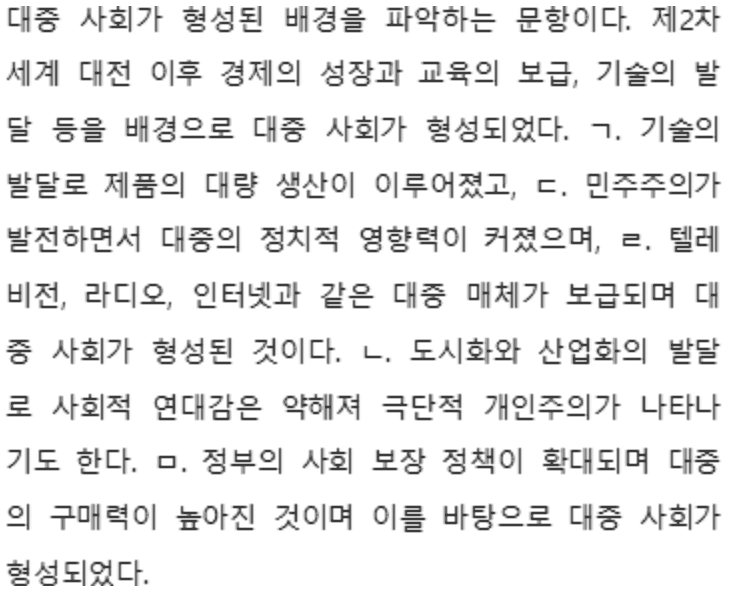 대중 사회가 형성된 배경을 파악하는 문항이다. 제2차
세계 대전 이후 경제의 성장과 교육의 보급, 기술의 발
달 등을 배경으로 대중 사회가 형성되었다. ㄱ. 기술의
발달로 제품의 대량 생산이 이루어졌고, ㄷ. 민주주의가
발전하면서 대중의 정치적 영향력이 커졌으며, ㄹ. 텔레
비전, 라디오, 인터넷과 같은 대중 매체가 보급되며 대
중 사회가 형성된 것이다. ㄴ. 도시화와 산업화의 발달
로 사회적 연대감은 약해져 극단적 개인주의가 나타나
기도 한다. ㅁ. 정부의 사회 보장 정책이 확대되며 대중
의 구매력이 높아진 것이며 이를 바탕으로 대중 사회가
형성되었다.